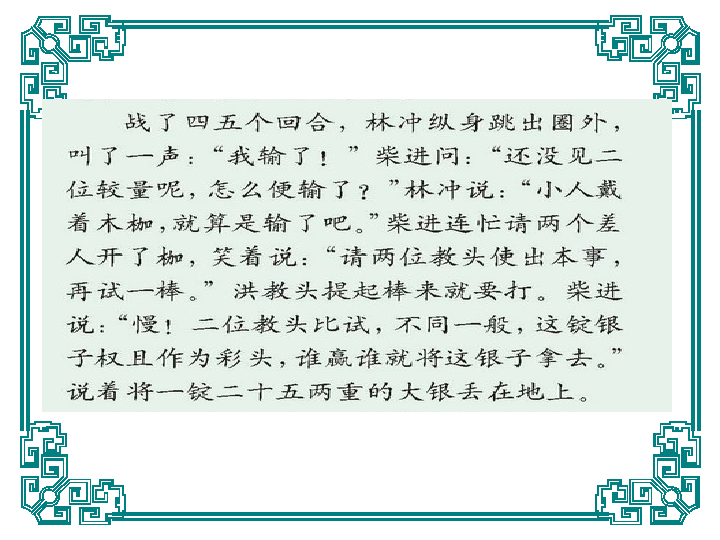 战了四五个回合，林冲纵身跳出圈外，
叫了一声：“我输了！”柴进问：“还没见二
位较量呢，怎么便输了？”林冲说：“小人戴
着木枷，就算是输了吧。”柴进连忙请两个差
人开了枷，笑着说：“请两位教头使出本事，
再试一棒。”洪教头提起棒来就要打。柴进
说：“慢！二位教头比试，不同一般，这锭银
子权且作为彩头，谁赢谁就将这银子拿去。”
说着将一锭二十五两重的大银丢在地上。